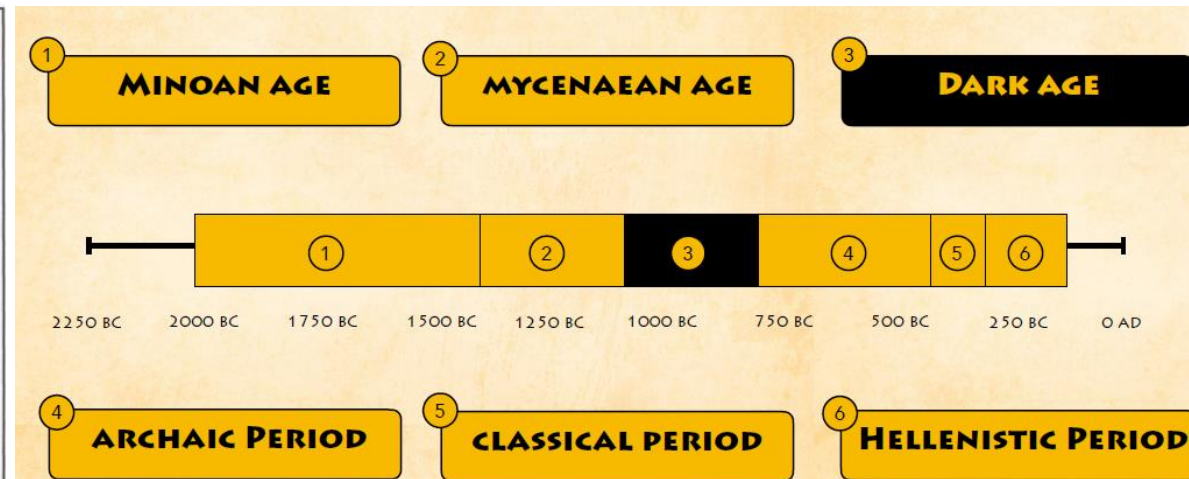 1 2 3
MINOAN AGE MYCENAEAN AGE DARK AGE
1 2 3 4 5 6
2250 BC 2000 BC 1750 BC 1500 BC 1250 BC 1000 BC 750 BC 500 BC 250 BC 0 AD
4 5 6
ARCHAIC PERIOD CLASSICAL PERIOD HELLENISTIC PERIOD